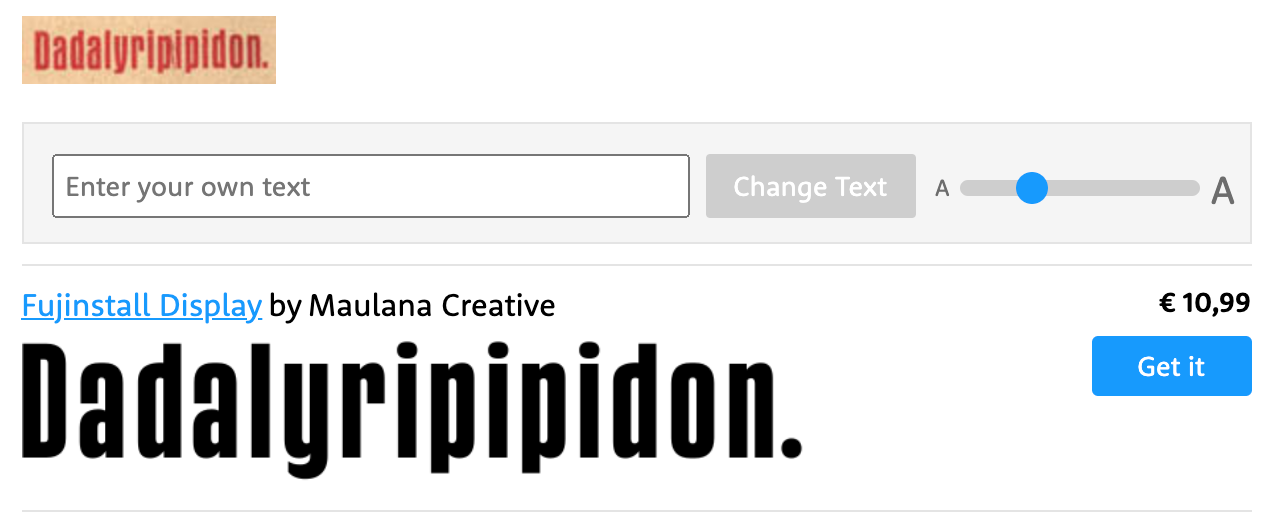 Dadalyripipidon.
Enter your own text
Change Text
A
A
Fujinstall Display by Maulana Creative
€ 10,99
Dadalyripipidon.
Get it